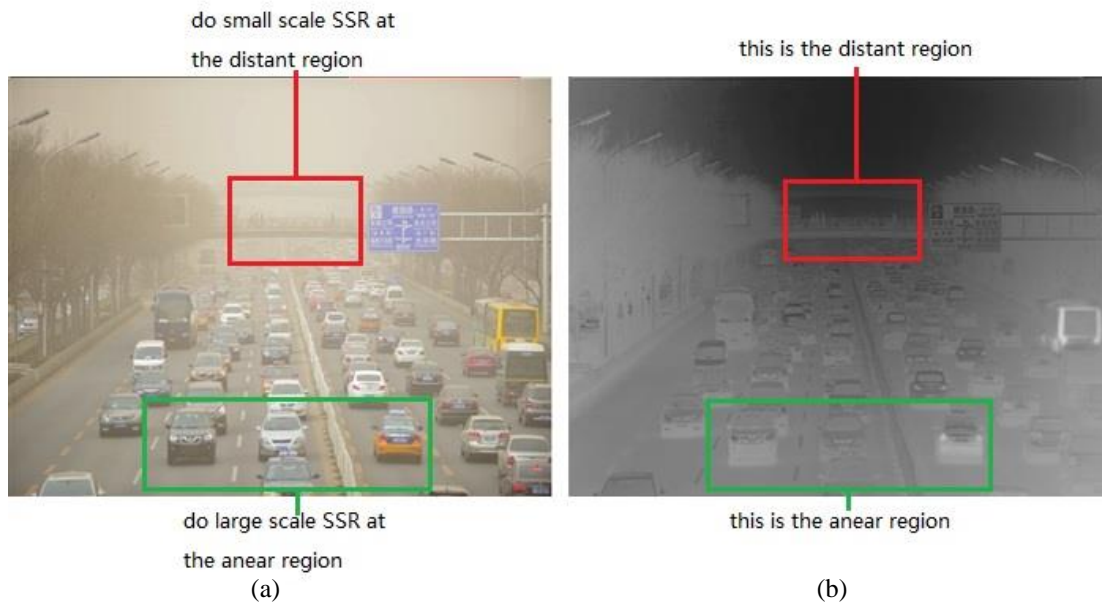 do small scale SSR at
the distant region
this is the distant region
do large scale SSR at
the anear region
this is the anear region
(a)
(b)